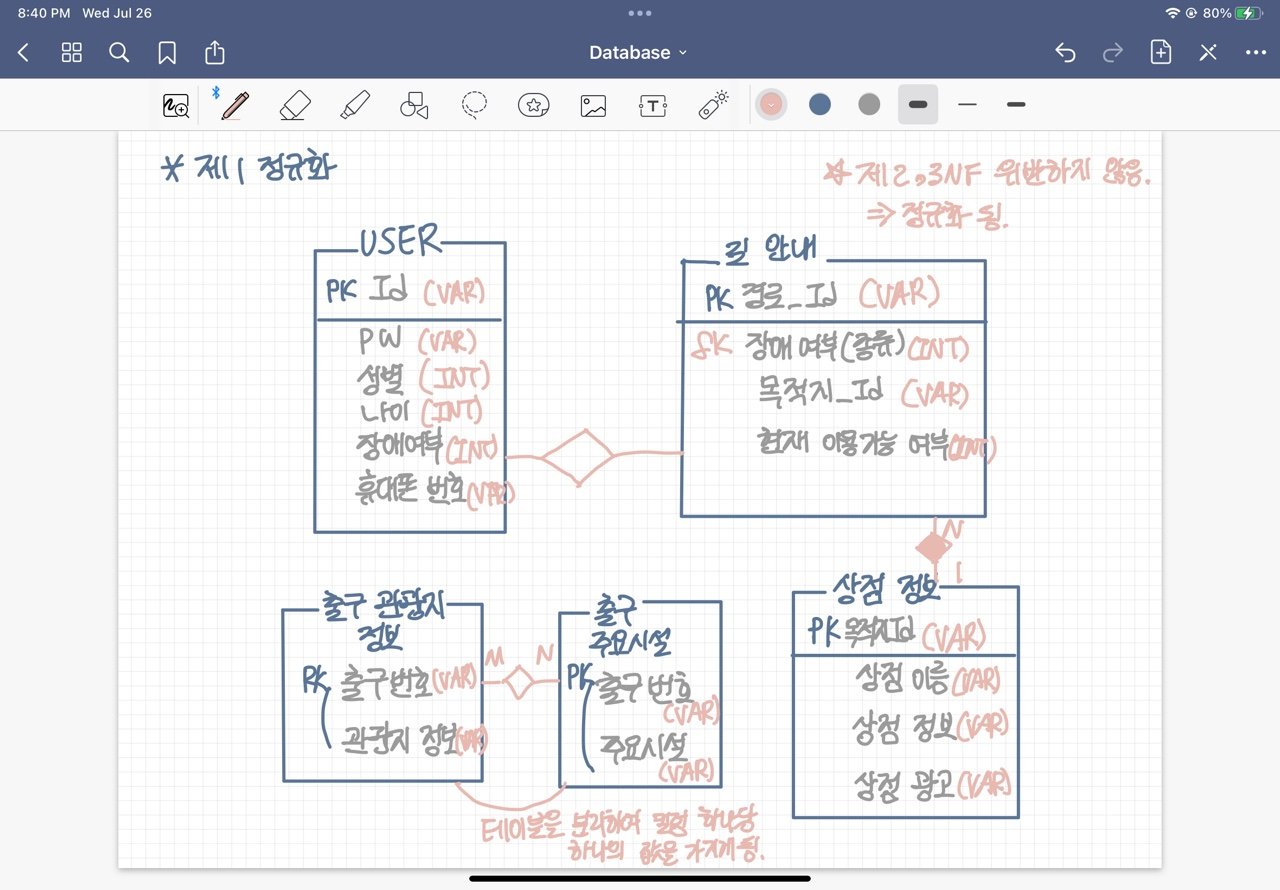 8:40 PM Wed Jul 26
80%
Database
* 제1 정규화
* 제2,3NF 위반하지 않음.
⇒ 정규화 됨.
USER
PK Id (VAR)
PW (VAR)
성별 (INT)
나이 (INT)
장애여부 (INT)
휴대폰 번호 (VAR)
길 안내
PK 경로_Id (VAR)
SK 장애 여부(종류) (INT)
목적지_Id (VAR)
현재 이용가능 여부 (INT)
N
1
출구 관광지
정보
PK 출구번호 (VAR)
관광지 정보 (VAR)
M N
출구
주요시설
PK 출구 번호
(VAR)
주요시설
(VAR)
상점 정보
PK 목적지Id (VAR)
상점 이름 (VAR)
상점 정보 (VAR)
상점 광고 (VAR)
테이블을 분리하여 컬럼 하나당
하나의 값을 가지게 됨.